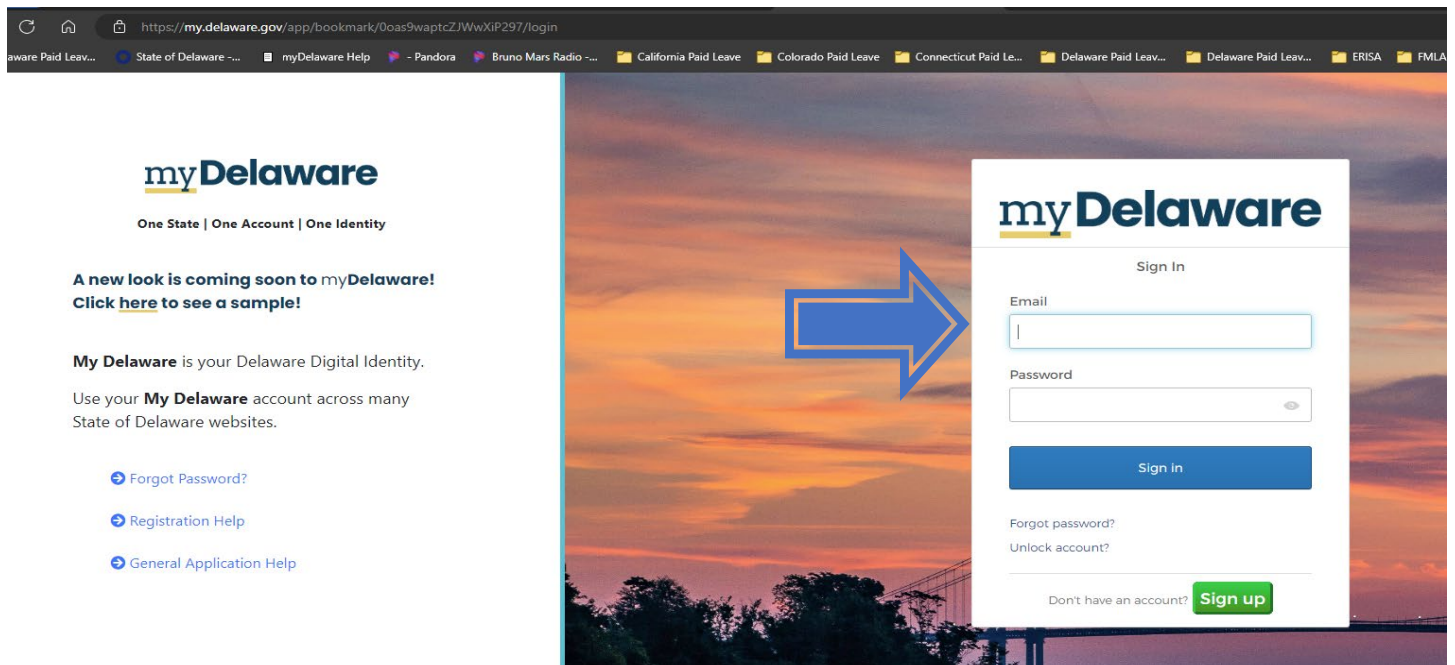 https://my.delaware.gov/app/bookmark/0oas9waptcZJWwXiP297/login
aware Paid Leav... State of Delaware -... myDelaware Help - Pandora Bruno Mars Radio -... California Paid Leave Colorado Paid Leave Connecticut Paid Le... Delaware Paid Leav... Delaware Paid Leav... ERISA FMLA
myDelaware
One State | One Account | One Identity
A new look is coming soon to myDelaware!
Click here to see a sample!
My Delaware is your Delaware Digital Identity.
Use your My Delaware account across many
State of Delaware websites.
Forgot Password?
Registration Help
General Application Help
myDelaware
Sign In
Email
Password
Sign in
Forgot password?
Unlock account?
Don't have an account? Sign up